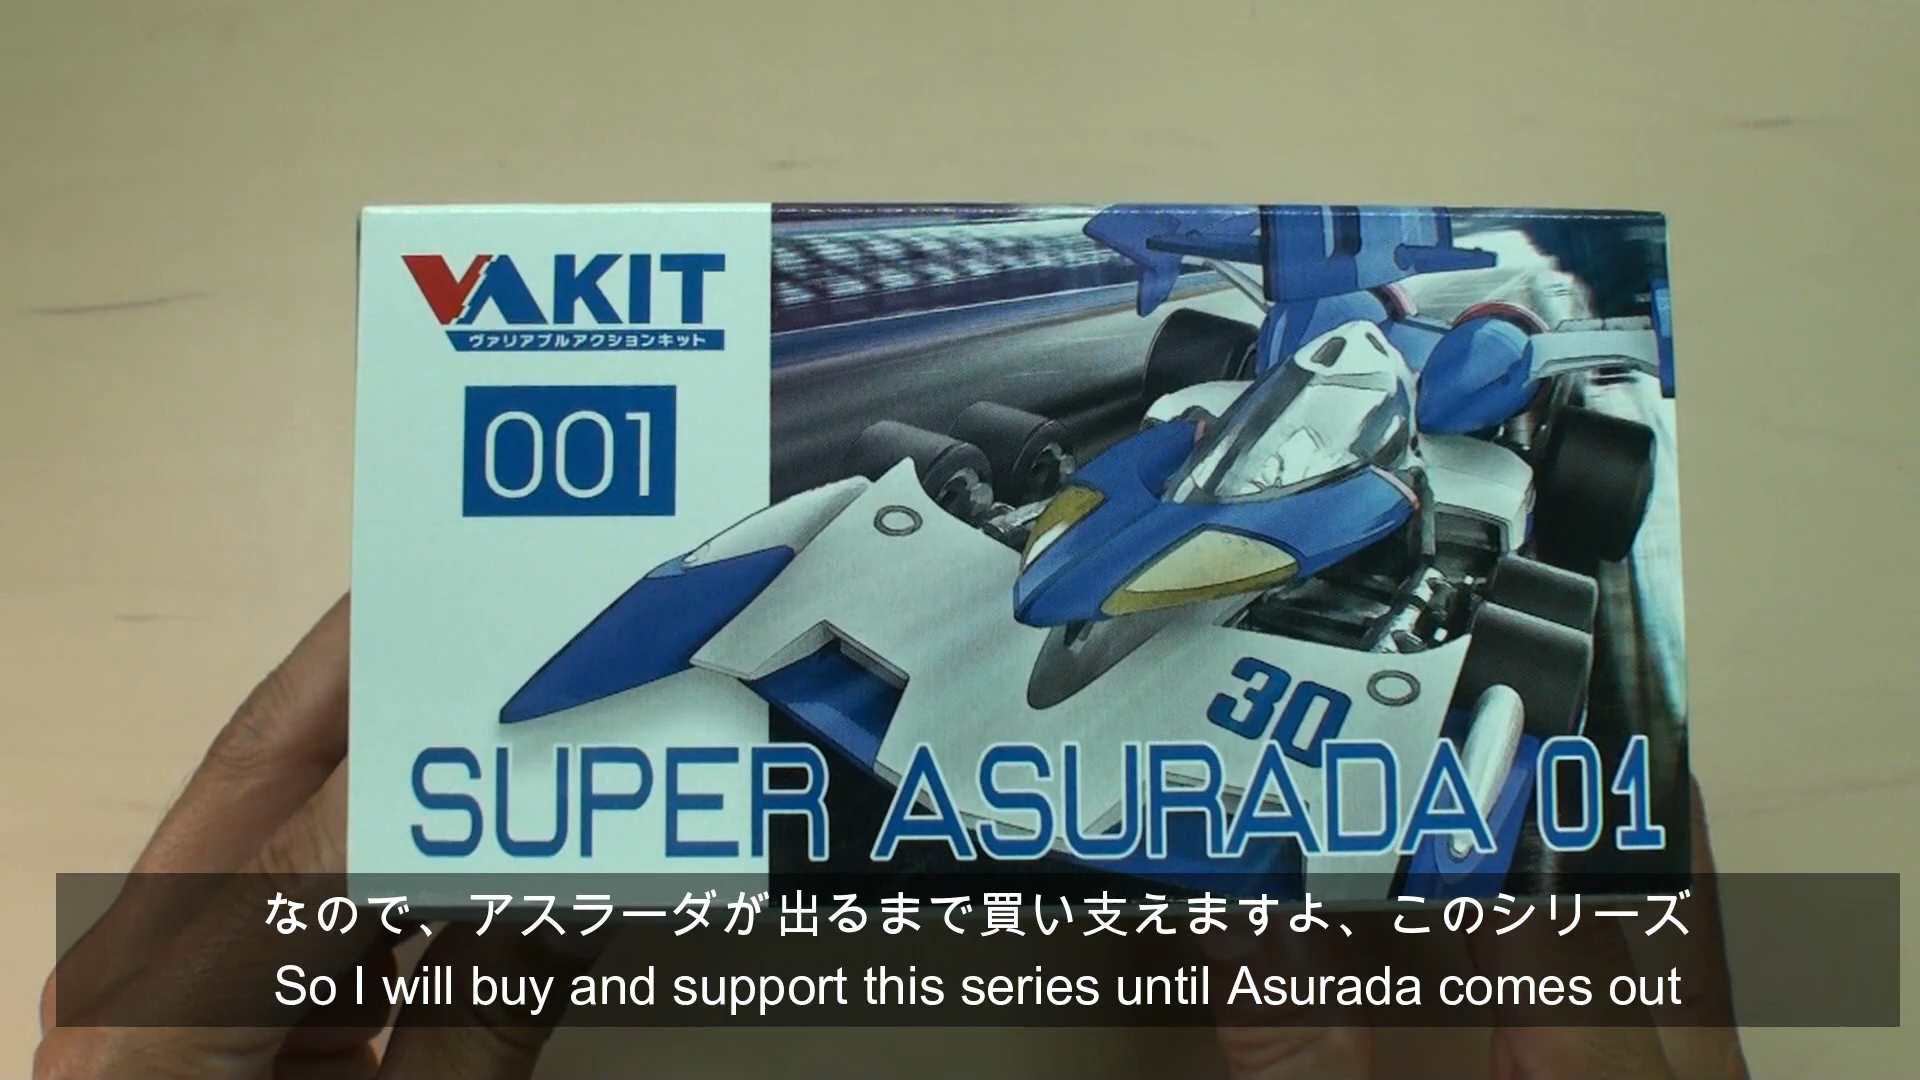 VAKIT
ヴァリアブルアクションキット
001
30
SUPER ASURADA 01
なので、アスラーダが出るまで買い支えますよ、このシリーズ
So I will buy and support this series until Asurada comes out